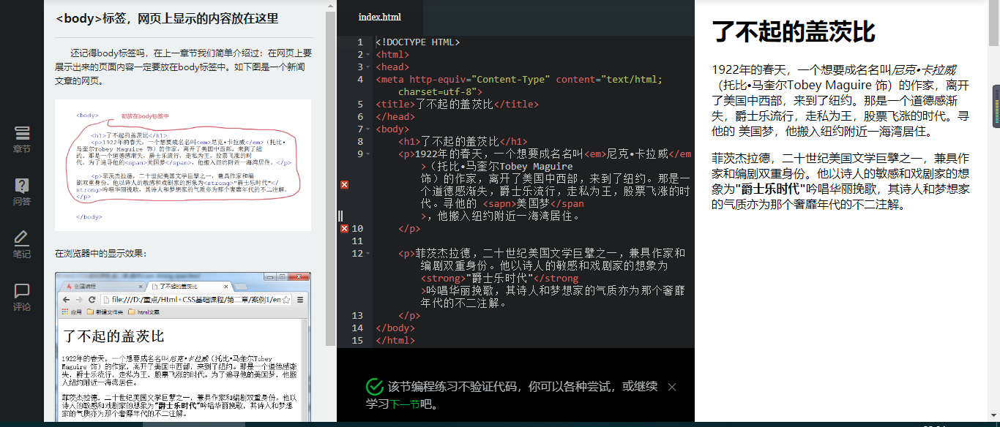 <body>标签，网页上显示的内容放在这里
还记得body标签吗，在上一章节我们简单介绍过：在网页上要
展示出来的页面内容一定要放在body标签中。如下图是一个新闻
文章的网页。
<body> 都放在body标签中
<h1>了不起的盖茨比</h1>
<p>1922年的春天，一个想要成名名叫<em>尼克•卡拉威</em>（托比•
马奎尔Tobey Maguire 饰）的作家，离开了美国中西部，来到了纽
约。那是一个道德感渐失，爵士乐流行，走私为王，股票飞涨的时
代。为了追寻他的<span>美国梦</span>，他搬入纽约附近一海湾居住。</p>
<p>菲茨杰拉德，二十世纪美国文学巨擘之一，兼具作家和编
剧双重身份。他以诗人的敏感和戏剧家的想象为<strong>"爵士乐时代"</
strong>吟唱华丽挽歌，其诗人和梦想家的气质亦为那个奢靡年代的不二注解。
</p>
</body>
在浏览器中的显示效果：
创建编程 了不起的盖茨比
file:///D:/重点/Html+CSS基础课程/第二章/案例1/en
应用 新建文件夹 html文章
了不起的盖茨比
1922年的春天，一个想要成名名叫尼克•卡拉威（托比•马奎尔Tobey
Maguire 饰）的作家，离开了美国中西部，来到了纽约。那是一个道德感渐
失，爵士乐流行，走私为王，股票飞涨的时代。为了追寻他的美国梦，他搬
入纽约附近一海湾居住。
菲茨杰拉德，二十世纪美国文学巨擘之一，兼具作家和编剧双重身份。他以
诗人的敏感和戏剧家的想象为"爵士乐时代"吟唱华丽挽歌，其诗人和梦想
家的气质亦为那个奢靡年代的不二注解。
章节
问答
笔记
评论
index.html
1 <!DOCTYPE HTML>
2 <html>
3 <head>
4 <meta http-equiv="Content-Type" content="text/html;
charset=utf-8">
5 <title>了不起的盖茨比</title>
6 </head>
7 <body>
8 <h1>了不起的盖茨比</h1>
9 <p>1922年的春天，一个想要成名名叫<em>尼克•卡拉威</em
>（托比•马奎尔Tobey Maguire
饰）的作家，离开了美国中西部，来到了纽约。那是一
个道德感渐失，爵士乐流行，走私为王，股票飞涨的时
代。寻他的 <sapn>美国梦</span
>，他搬入纽约附近一海湾居住。
10 </p>
11
12 <p>菲茨杰拉德，二十世纪美国文学巨擘之一，兼具作家和
编剧双重身份。他以诗人的敏感和戏剧家的想象为
<strong>"爵士乐时代"</strong
>吟唱华丽挽歌，其诗人和梦想家的气质亦为那个奢靡
年代的不二注解。
13 </p>
14 </body>
15 </html>
该节编程练习不验证代码，你可以各种尝试，或继续
学习下一节吧。
了不起的盖茨比
1922年的春天，一个想要成名名叫尼克•卡拉威
（托比•马奎尔Tobey Maguire 饰）的作家，离开
了美国中西部，来到了纽约。那是一个道德感渐
失，爵士乐流行，走私为王，股票飞涨的时代。寻
他的 美国梦，他搬入纽约附近一海湾居住。
菲茨杰拉德，二十世纪美国文学巨擘之一，兼具作
家和编剧双重身份。他以诗人的敏感和戏剧家的想
象为"爵士乐时代"吟唱华丽挽歌，其诗人和梦想家
的气质亦为那个奢靡年代的不二注解。